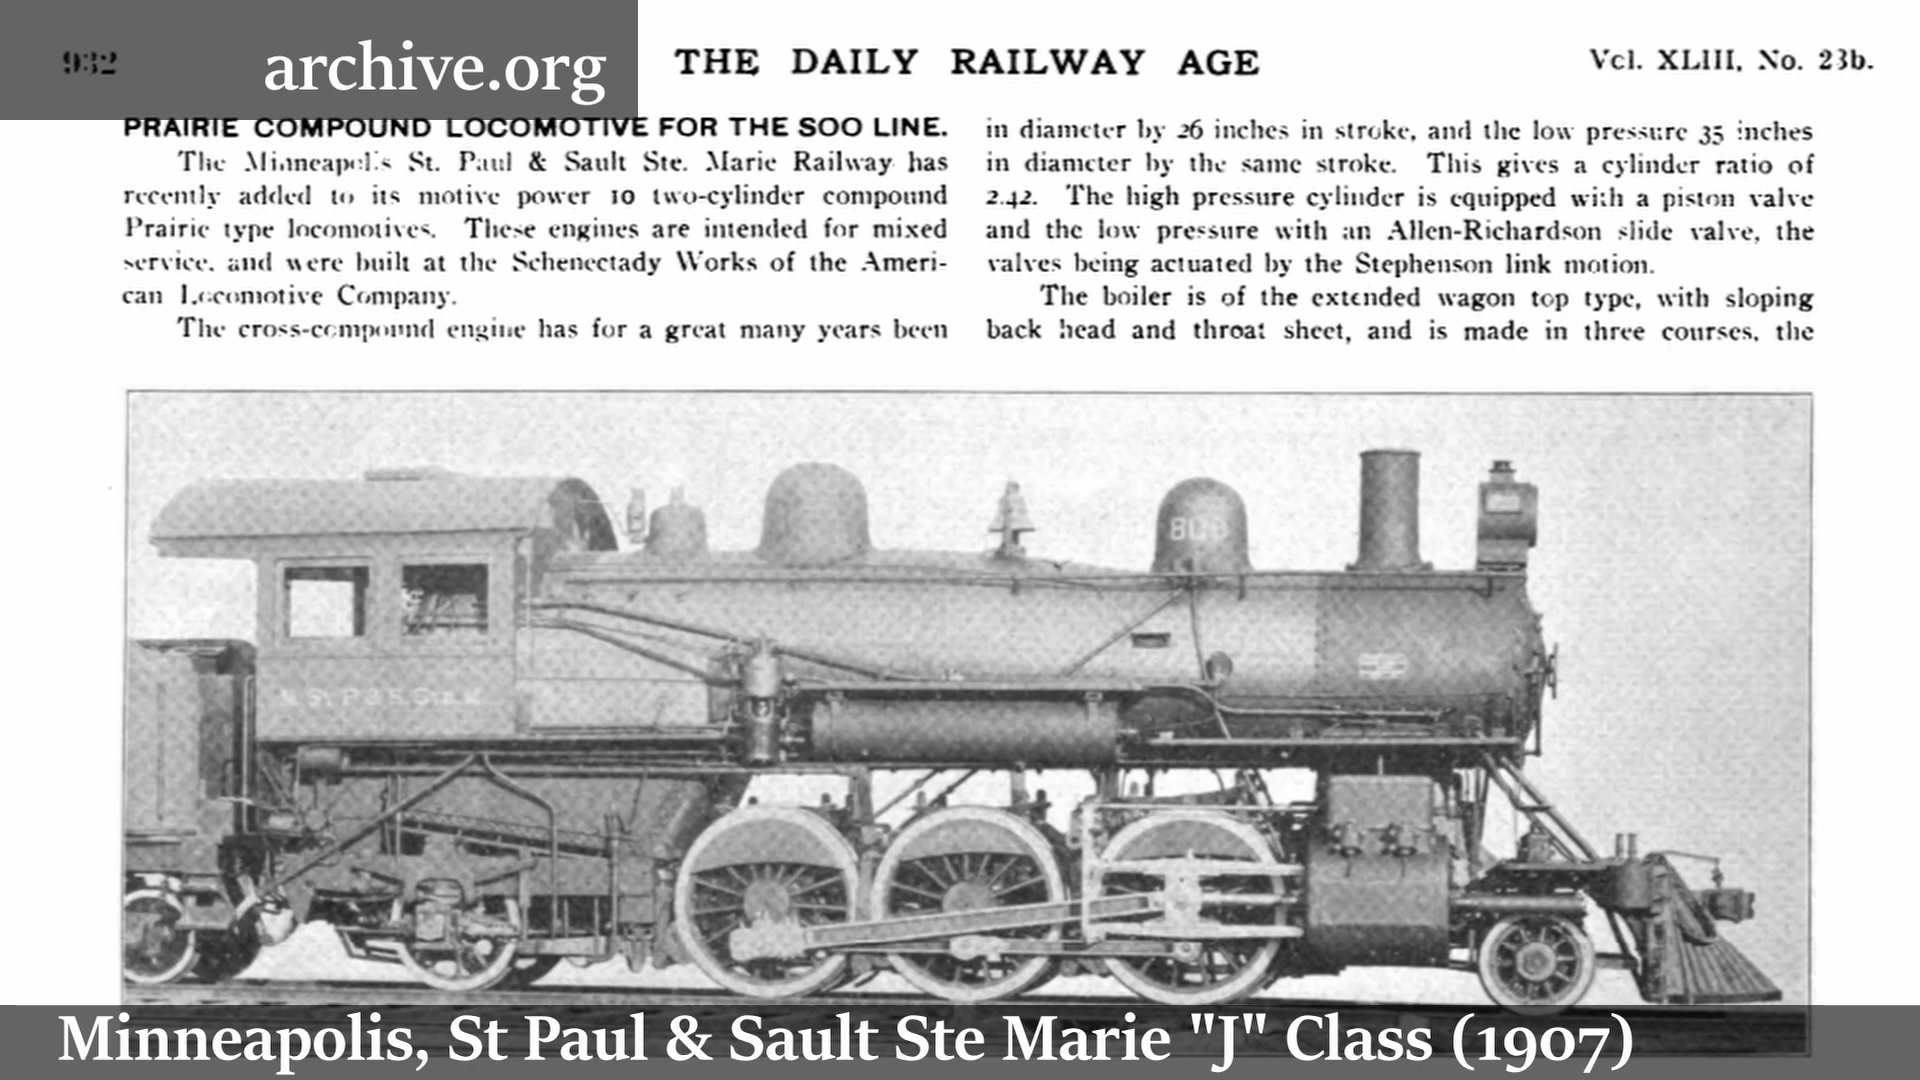 932
archive.org
THE DAILY RAILWAY AGE
Vol. XLIII, No. 23b.
PRAIRIE COMPOUND LOCOMOTIVE FOR THE SOO LINE.
The Minneapolis St. Paul & Sault Ste. Marie Railway has
recently added to its motive power 10 two-cylinder compound
Prairie type locomotives. These engines are intended for mixed
service, and were built at the Schenectady Works of the Ameri-
can Locomotive Company.
The cross-compound engine has for a great many years been
in diameter by 26 inches in stroke, and the low pressure 35 inches
in diameter by the same stroke. This gives a cylinder ratio of
2.42. The high pressure cylinder is equipped with a piston valve
and the low pressure with an Allen-Richardson slide valve, the
valves being actuated by the Stephenson link motion.
The boiler is of the extended wagon top type, with sloping
back head and throat sheet, and is made in three courses, the
Minneapolis, St Paul & Sault Ste Marie "J" Class (1907)